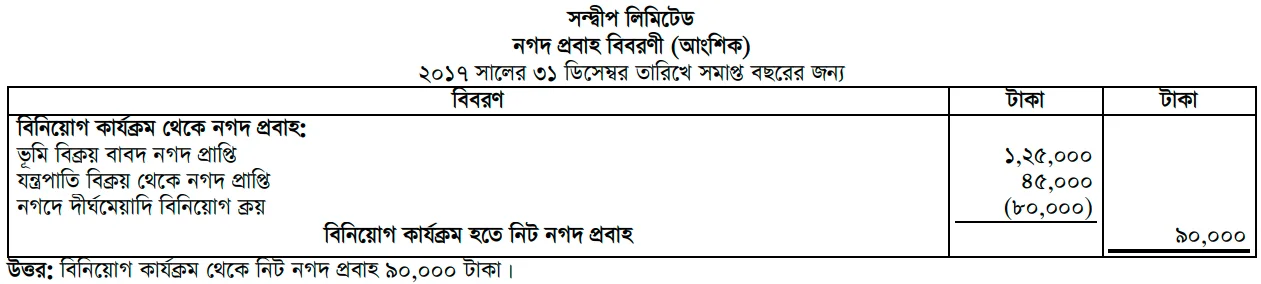 সন্দ্বীপ লিমিটেড
নগদ প্রবাহ বিবরণী (আংশিক)
২০১৭ সালের ৩১ ডিসেম্বর তারিখে সমাপ্ত বছরের জন্য
বিবরণ টাকা টাকা
বিনিয়োগ কার্যক্রম থেকে নগদ প্রবাহ:
ভূমি বিক্রয় বাবদ নগদ প্রাপ্তি ১,২৫,০০০
যন্ত্রপাতি বিক্রয় থেকে নগদ প্রাপ্তি ৪৫,০০০
নগদে দীর্ঘমেয়াদি বিনিয়োগ ক্রয় (৮০,০০০)
বিনিয়োগ কার্যক্রম হতে নিট নগদ প্রবাহ ৯০,০০০
উত্তর: বিনিয়োগ কার্যক্রম থেকে নিট নগদ প্রবাহ ৯০,০০০ টাকা।